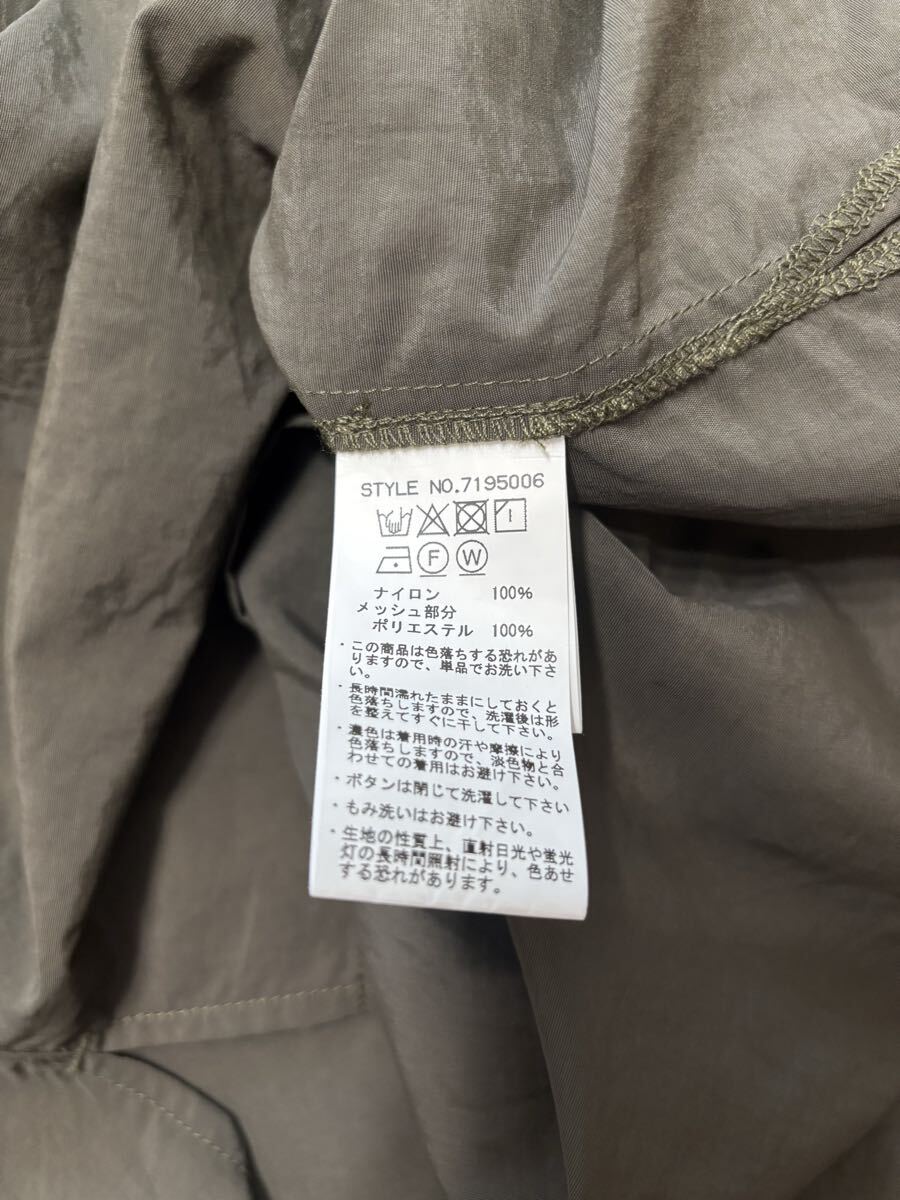 STYLE NO.7195006
F W
ナイロン 100%
メッシュ部分
ポリエステル 100%
・この商品は色落ちする恐れがあ
りますので、単品でお洗い下さ
い。
・長時間濡れたままにしておくと
色落ちしますので、洗濯後は形
を整えてすぐに干して下さい。
・濃色は着用時の汗や摩擦により
色落ちしますので、淡色物と合
わせての着用はお避け下さい。
・ボタンは閉じて洗濯して下さい
・もみ洗いはお避け下さい。
・生地の性質上、直射日光や蛍光
灯の長時間照射により、色あせ
する恐れがあります。